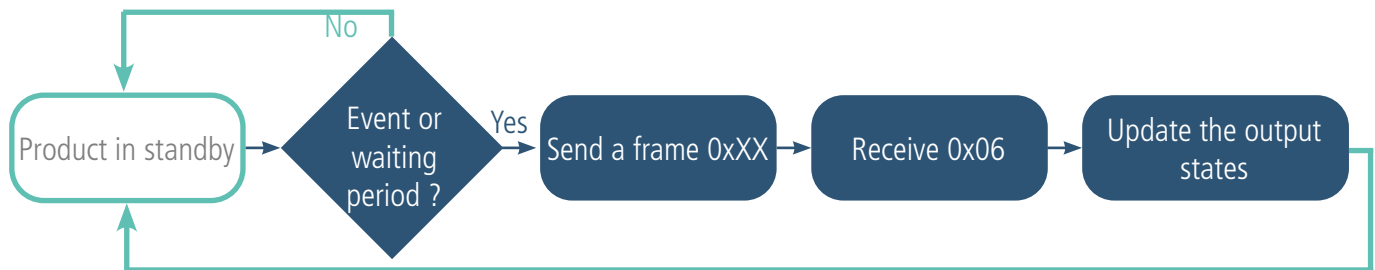 No
Product in standby
Event or
waiting
period ?
Yes
Send a frame 0xXX
Receive 0x06
Update the output
states